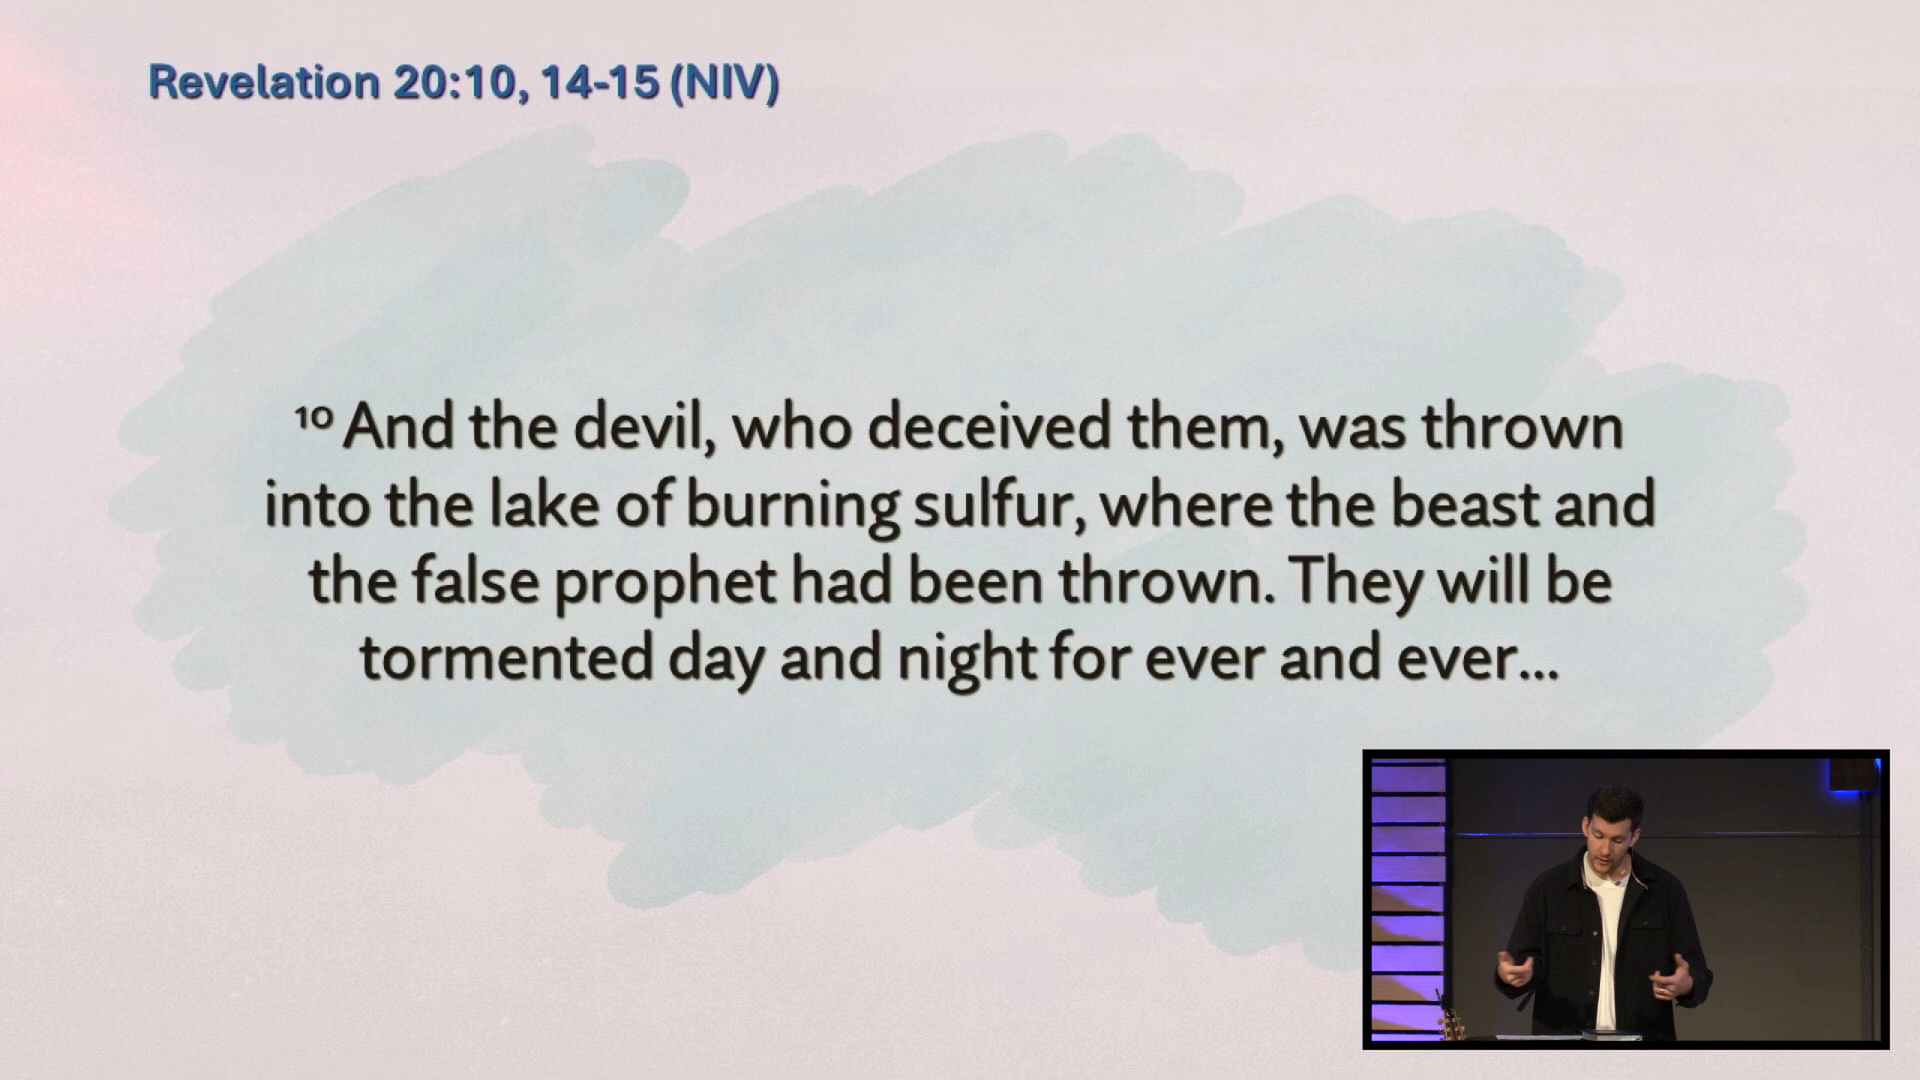 Revelation 20:10, 14-15 (NIV)
¹⁰ And the devil, who deceived them, was thrown
into the lake of burning sulfur, where the beast and
the false prophet had been thrown. They will be
tormented day and night for ever and ever...